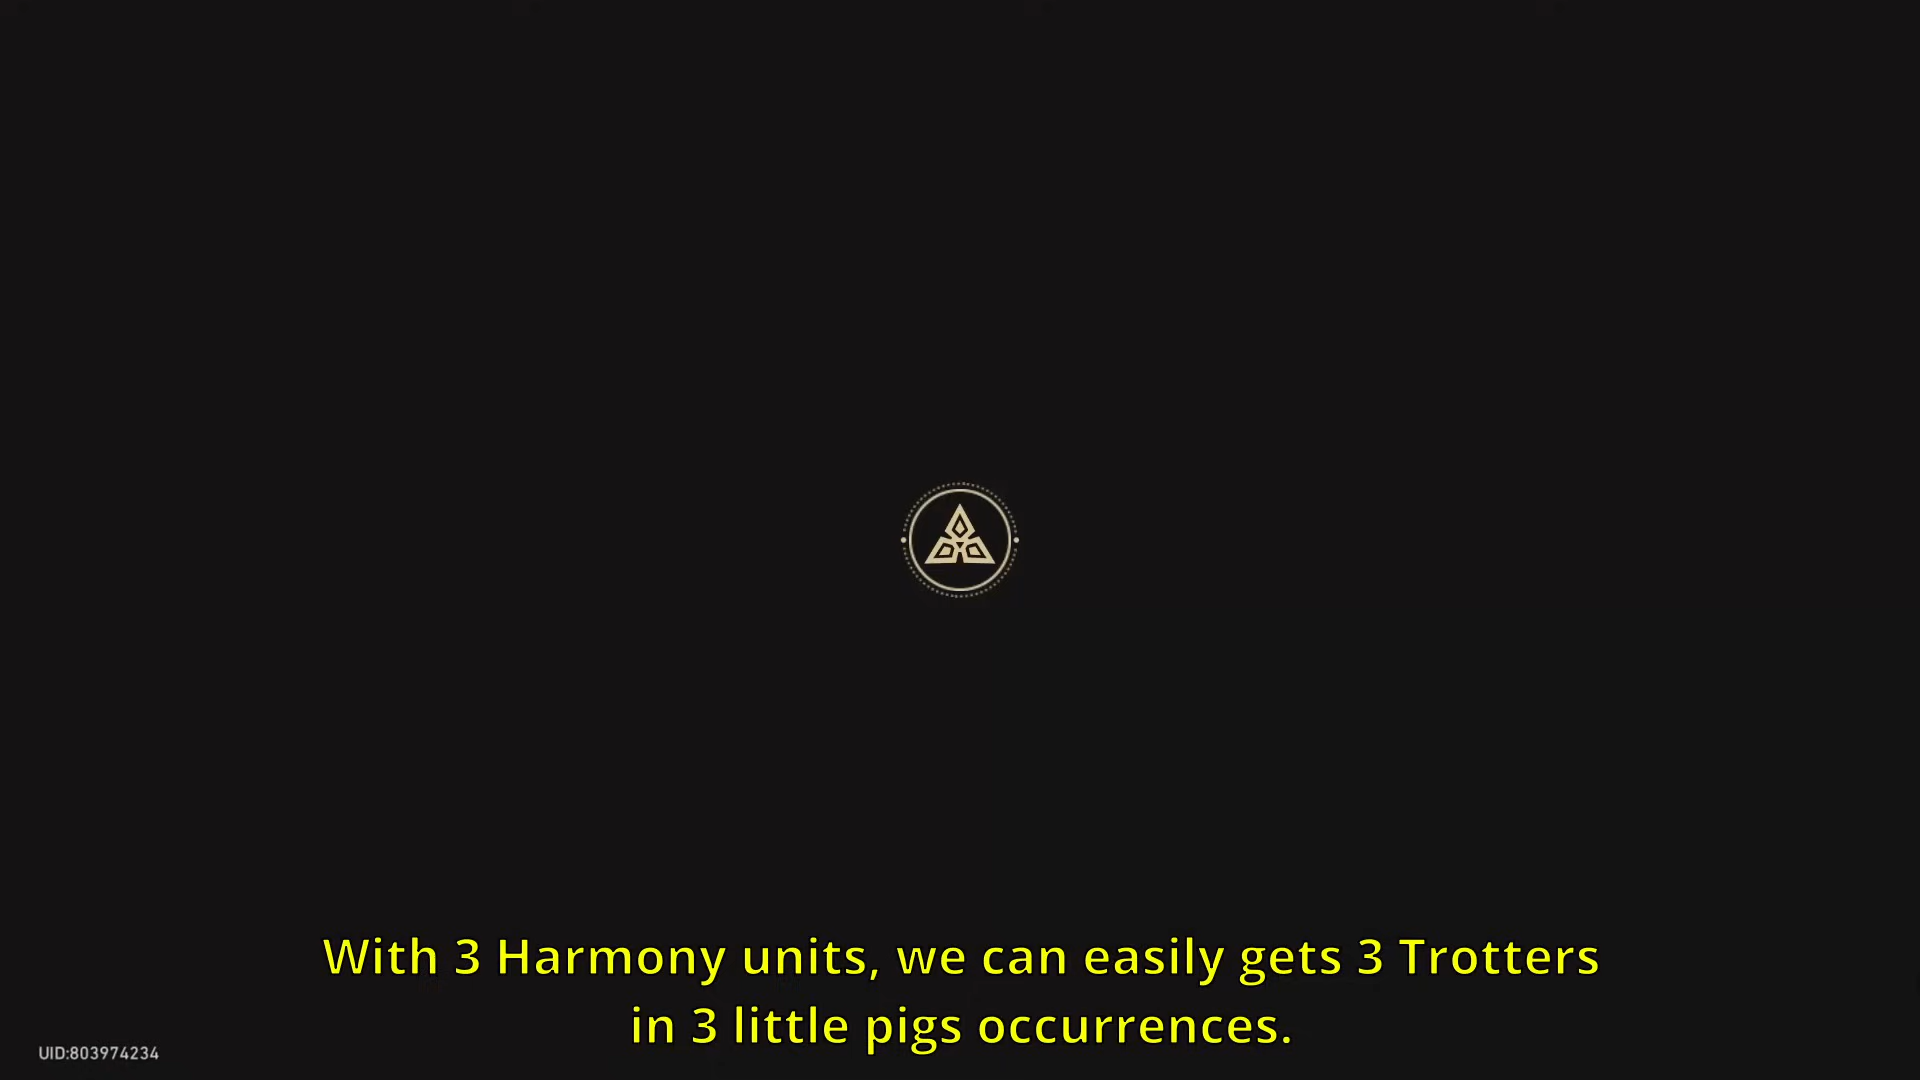 With 3 Harmony units, we can easily gets 3 Trotters
in 3 little pigs occurrences.
UID:803974234